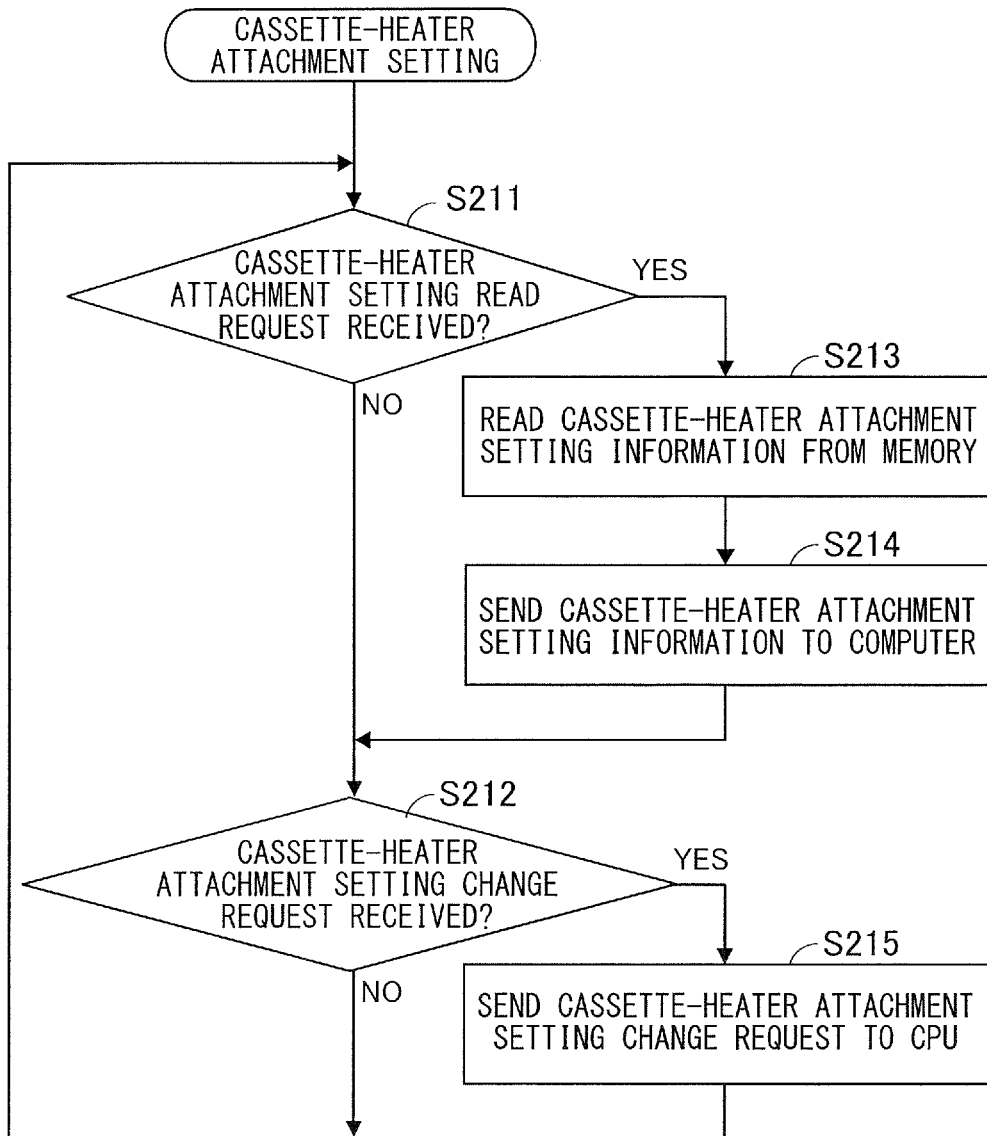 CASSETTE-HEATER
ATTACHMENT SETTING
S211
CASSETTE-HEATER
ATTACHMENT SETTING READ
REQUEST RECEIVED?
YES
NO
S213
READ CASSETTE-HEATER ATTACHMENT
SETTING INFORMATION FROM MEMORY
S214
SEND CASSETTE-HEATER ATTACHMENT
SETTING INFORMATION TO COMPUTER
S212
CASSETTE-HEATER
ATTACHMENT SETTING CHANGE
REQUEST RECEIVED?
YES
NO
S215
SEND CASSETTE-HEATER ATTACHMENT
SETTING CHANGE REQUEST TO CPU